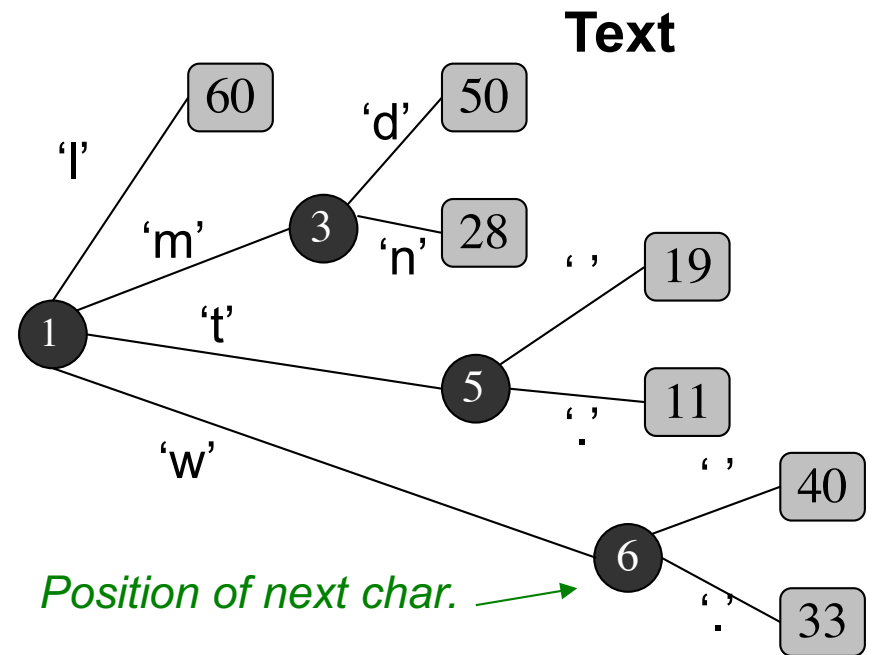 Text
60
50
‘d’
‘l’
3
28
‘m’
‘n’
‘ ’
19
1
‘t’
5
11
‘.’
‘w’
‘ ’
40
6
Position of next char.
‘.’
33